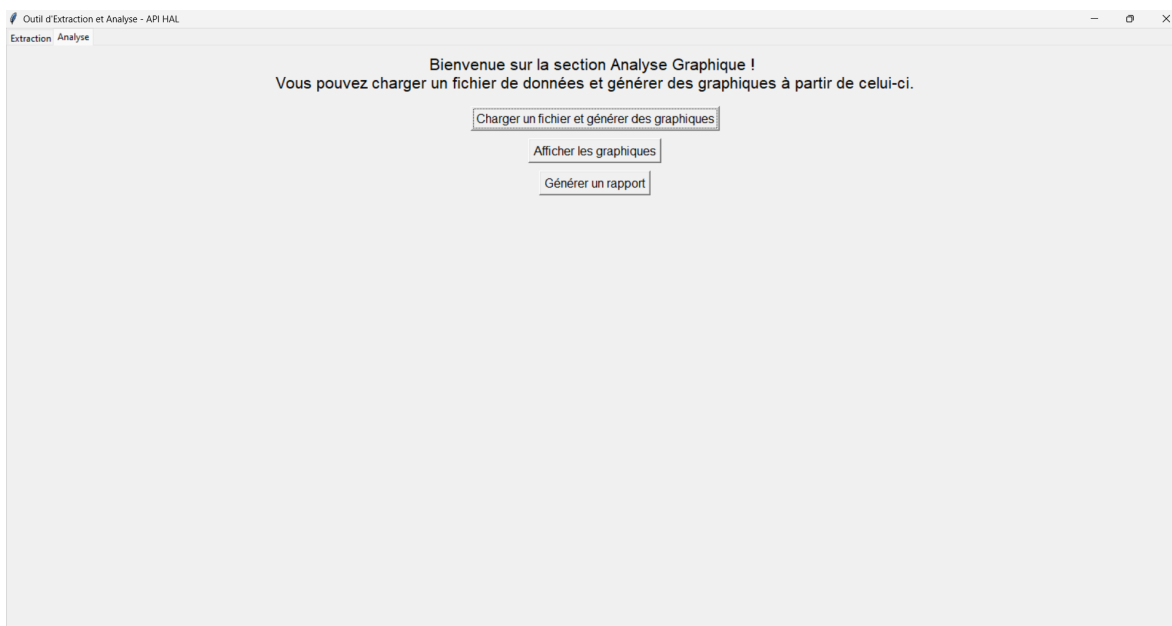 Outil d'Extraction et Analyse - API HAL
Extraction Analyse
Bienvenue sur la section Analyse Graphique !
Vous pouvez charger un fichier de données et générer des graphiques à partir de celui-ci.
Charger un fichier et générer des graphiques
Afficher les graphiques
Générer un rapport